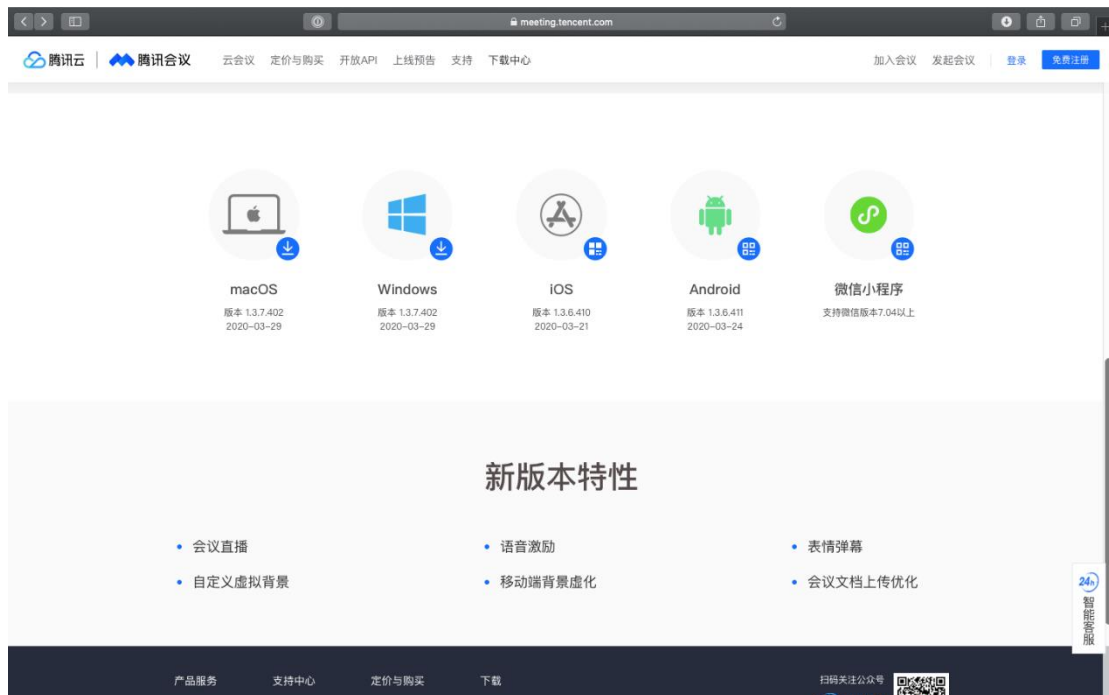 meeting.tencent.com
腾讯云 腾讯会议 云会议 定价与购买 开放API 上线预告 支持 下载中心 加入会议 发起会议 登录 免费注册
macOS Windows iOS Android 微信小程序
版本 1.3.7.402 版本 1.3.7.402 版本 1.3.6.410 版本 1.3.6.411 支持微信版本7.04以上
2020-03-29 2020-03-29 2020-03-21 2020-03-24
新版本特性
• 会议直播 • 语音激励 • 表情弹幕
• 自定义虚拟背景 • 移动端背景虚化 • 会议文档上传优化
24h
智能客服
产品服务 支持中心 定价与购买 下载 扫码关注公众号